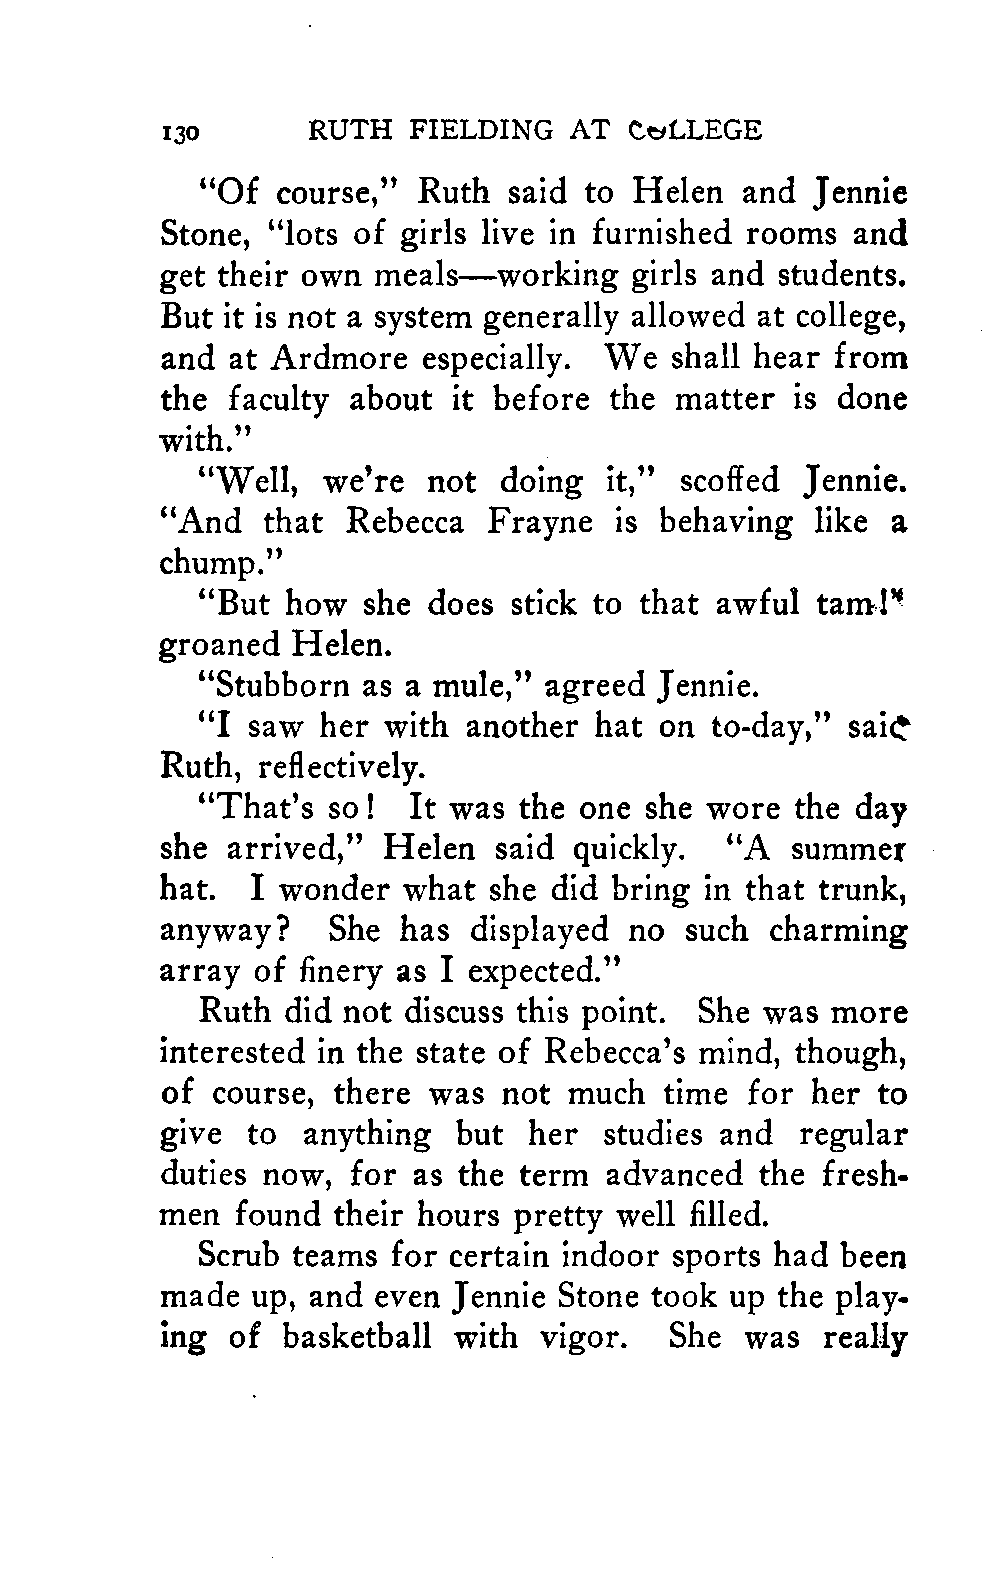 130 RUTH FIELDING AT COLLEGE
“Of course,” Ruth said to Helen and Jennie
Stone, “lots of girls live in furnished rooms and
get their own meals—working girls and students.
But it is not a system generally allowed at college,
and at Ardmore especially. We shall hear from
the faculty about it before the matter is done
with.”
“Well, we’re not doing it,” scoffed Jennie.
“And that Rebecca Frayne is behaving like a
chump.”
“But how she does stick to that awful tam!”
groaned Helen.
“Stubborn as a mule,” agreed Jennie.
“I saw her with another hat on to-day,” said
Ruth, reflectively.
“That’s so! It was the one she wore the day
she arrived,” Helen said quickly. “A summer
hat. I wonder what she did bring in that trunk,
anyway? She has displayed no such charming
array of finery as I expected.”
Ruth did not discuss this point. She was more
interested in the state of Rebecca’s mind, though,
of course, there was not much time for her to
give to anything but her studies and regular
duties now, for as the term advanced the fresh-
men found their hours pretty well filled.
Scrub teams for certain indoor sports had been
made up, and even Jennie Stone took up the play-
ing of basketball with vigor. She was really